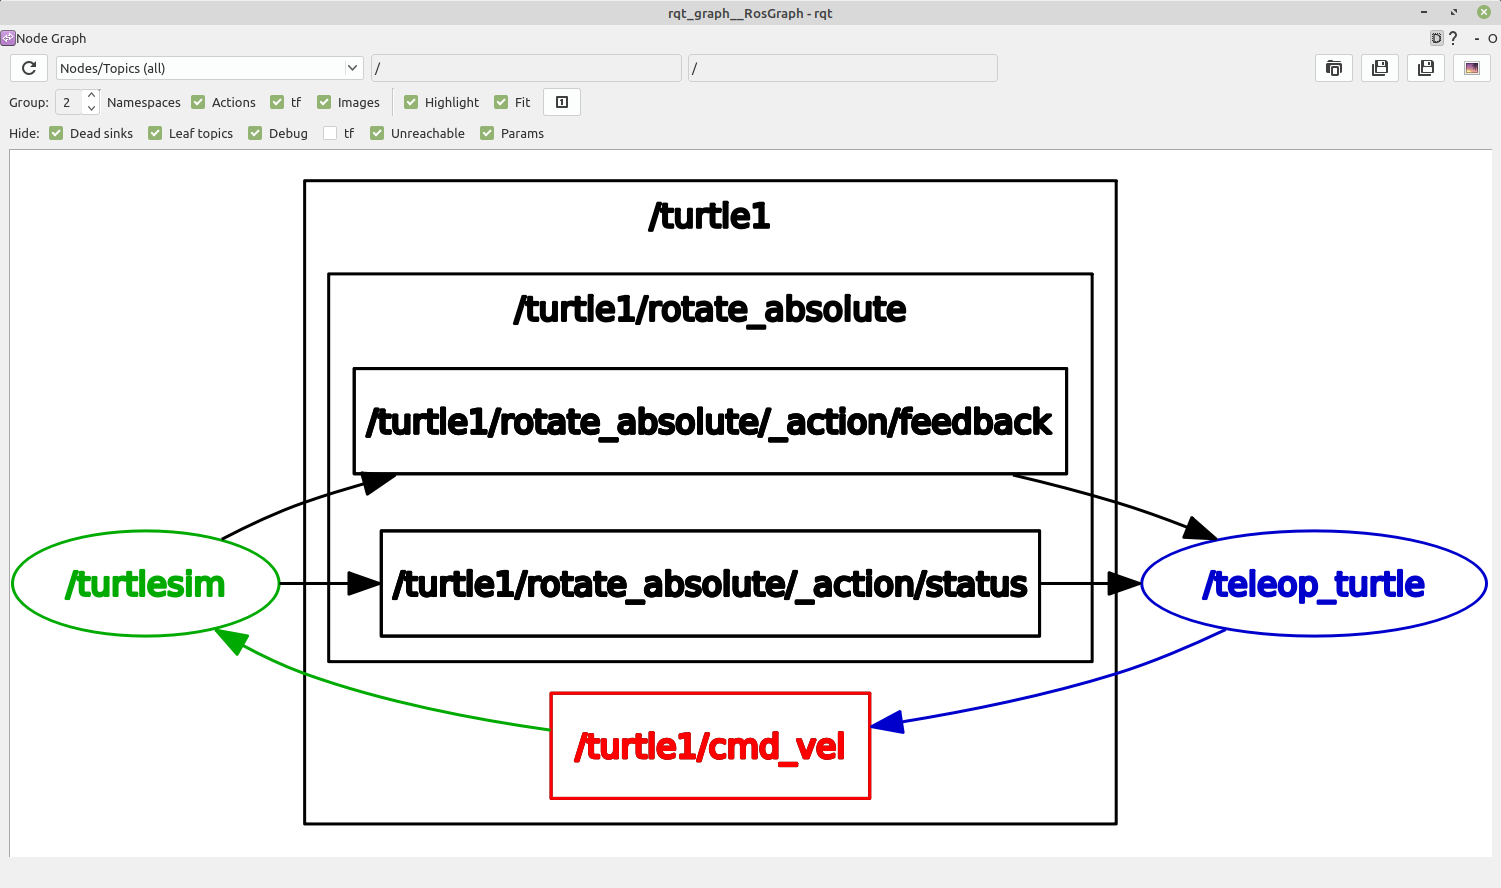 rqt_graph__RosGraph - rqt
Node Graph
D ? - O
Nodes/Topics (all) / /
Group: 2 Namespaces Actions tf Images Highlight Fit 1
Hide: Dead sinks Leaf topics Debug tf Unreachable Params
/turtle1
/turtle1/rotate_absolute
/turtle1/rotate_absolute/_action/feedback
/turtlesim
/turtle1/rotate_absolute/_action/status
/teleop_turtle
/turtle1/cmd_vel